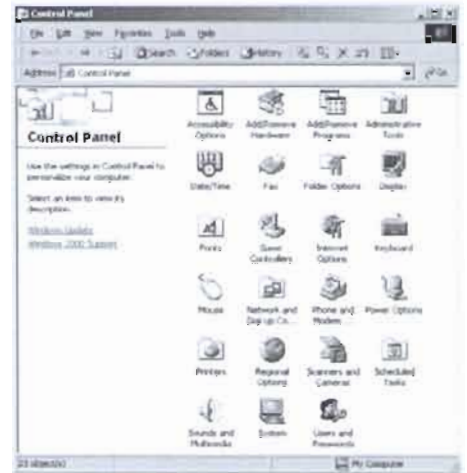 Control Panel
File Edit View Favorites Tools Help
Search Folders History
Address Control Panel Go
Control Panel
Use the settings in Control Panel to
personalize your computer.
Select an item to view its
description.
Windows Update
Windows 2000 Support
Accessibility
Options
Add/Remove
Hardware
Add/Remove
Programs
Administrative
Tools
Date/Time
Fax
Folder Options
Display
Fonts
Game
Controllers
Internet
Options
Keyboard
Mouse
Network and
Dial-up Co...
Phone and
Modem ...
Power Options
Printers
Regional
Options
Scanners and
Cameras
Scheduled
Tasks
Sounds and
Multimedia
System
Users and
Passwords
23 object(s)
My Computer